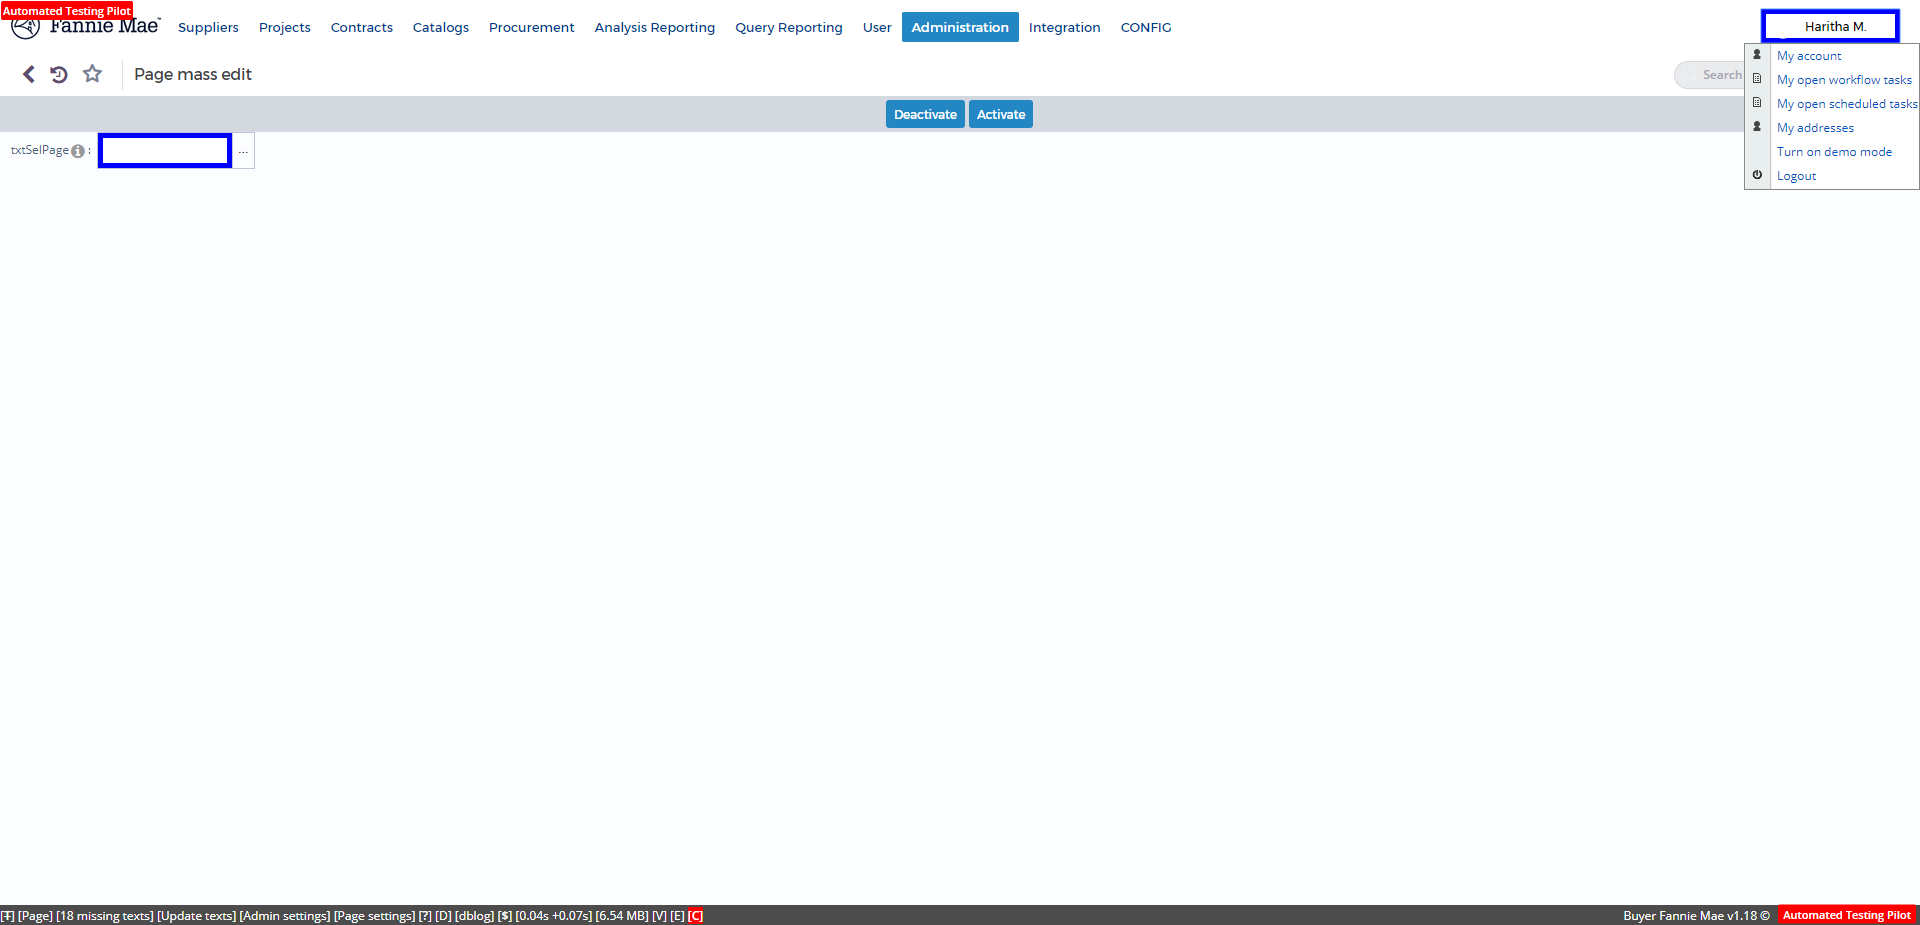 Automated Testing Pilot
Fannie Mae™
Suppliers Projects Contracts Catalogs Procurement Analysis Reporting Query Reporting User Administration Integration CONFIG
Haritha M.
Page mass edit
Search
My account
My open workflow tasks
My open scheduled tasks
My addresses
Turn on demo mode
Logout
Deactivate Activate
txtSelPage : ...
[T] [Page] [18 missing texts] [Update texts] [Admin settings] [Page settings] [?] [D] [dblog] [$] [0.04s +0.07s] [6.54 MB] [V] [E] [C]
Buyer Fannie Mae v1.18 © Automated Testing Pilot